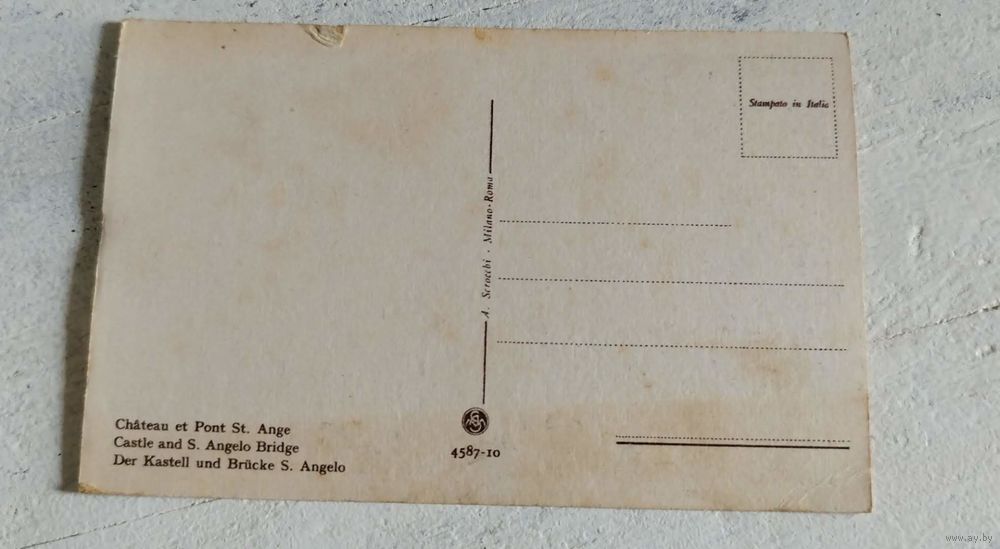 Stampato in Italia
A. Scrocchi · Milano-Roma
Château et Pont St. Ange
Castle and S. Angelo Bridge
Der Kastell und Brücke S. Angelo
4587-10
www.ay.by